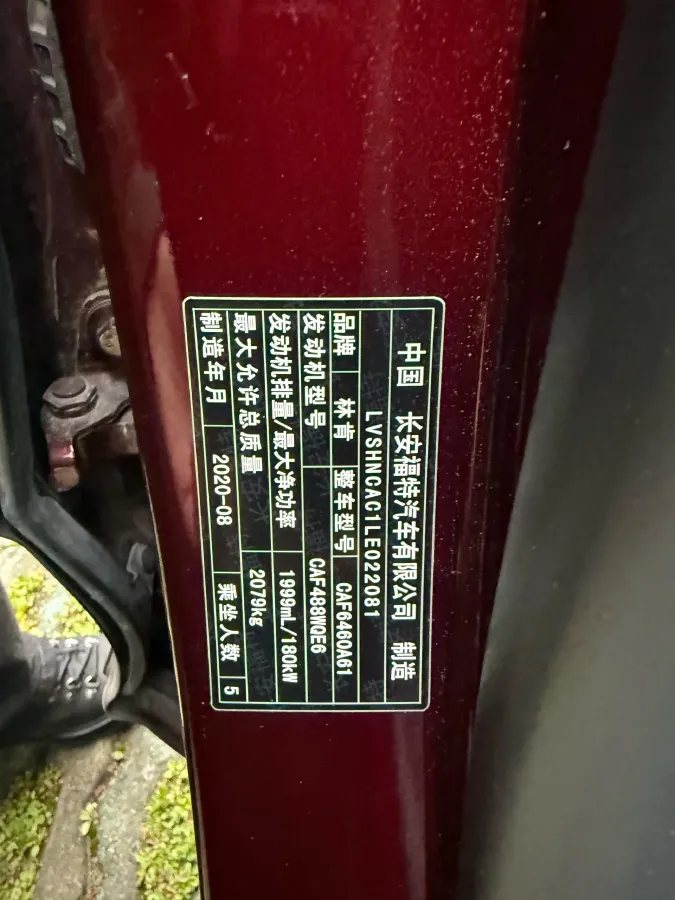 中国 长安福特汽车有限公司 制造
LVSHNCAC1LE022081
品牌 林肯 整车型号 CAF6460A61
发动机型号 CAF488WQE6
发动机排量/最大净功率 1999mL/180kW
最大允许总质量 2079kg
制造年月 2020-08 乘坐人数 5